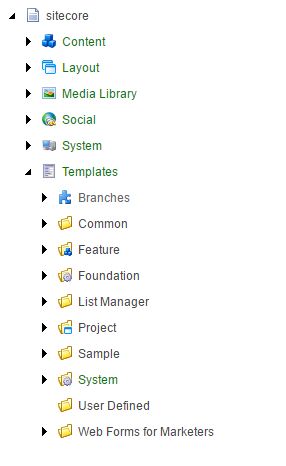 sitecore
Content
Layout
Media Library
Social
System
Templates
Branches
Common
Feature
Foundation
List Manager
Project
Sample
System
User Defined
Web Forms for Marketers